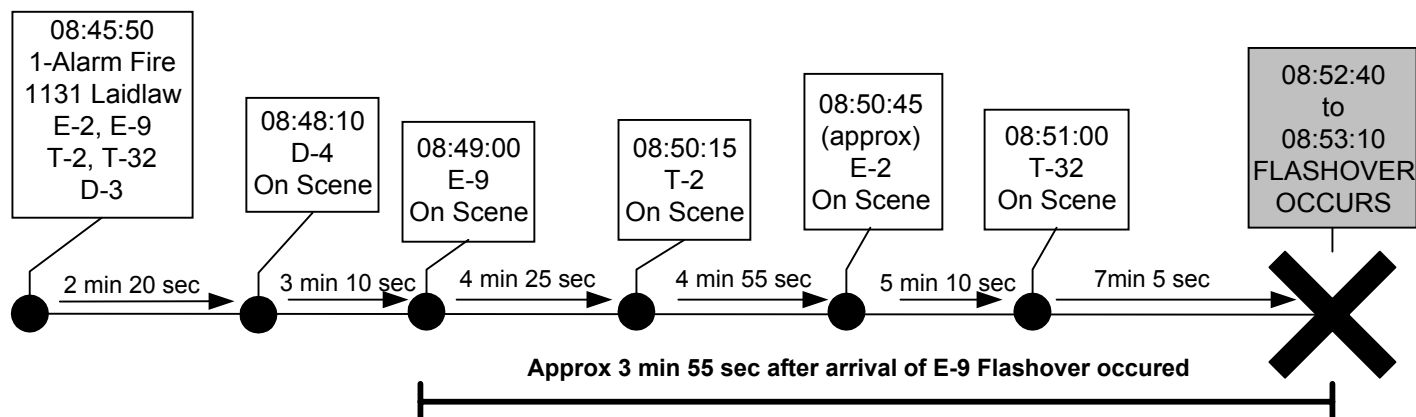 08:45:50
1-Alarm Fire
1131 Laidlaw
E-2, E-9
T-2, T-32
D-3
08:48:10
D-4
On Scene
08:49:00
E-9
On Scene
08:50:15
T-2
On Scene
08:50:45
(approx)
E-2
On Scene
08:51:00
T-32
On Scene
08:52:40
to
08:53:10
FLASHOVER
OCCURS
2 min 20 sec
3 min 10 sec
4 min 25 sec
4 min 55 sec
5 min 10 sec
7min 5 sec
Approx 3 min 55 sec after arrival of E-9 Flashover occured